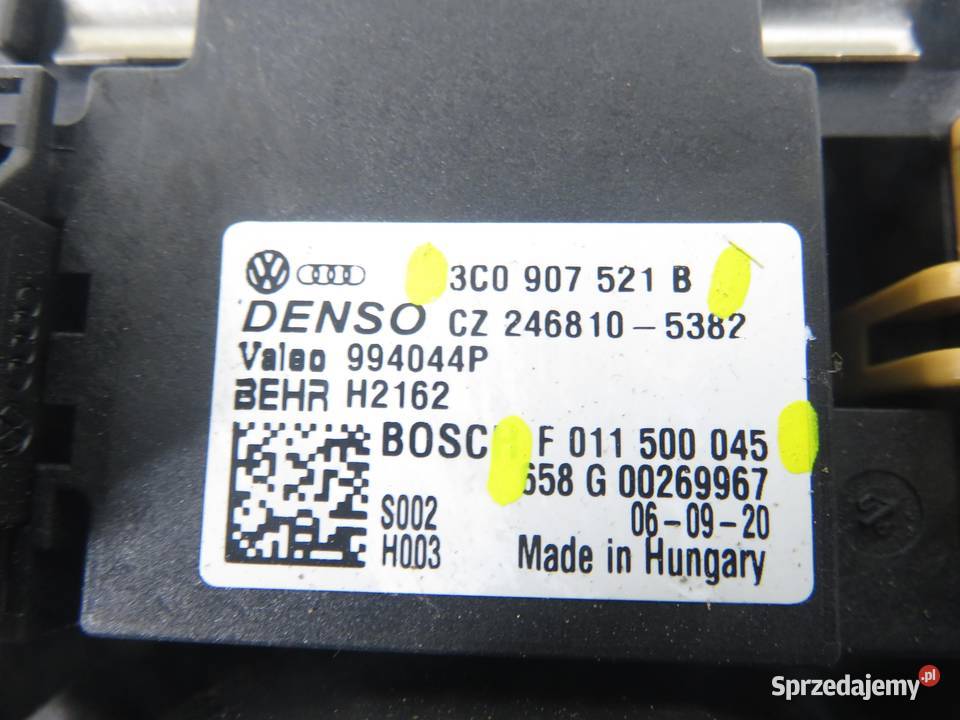 3C0 907 521 B
DENSO CZ 246810-5382
Valeo 994044P
BEHR H2162
BOSCH F 011 500 045
658 G 00269967
S002
06-09-20
H003
Made in Hungary
Sprzedajemy.pl